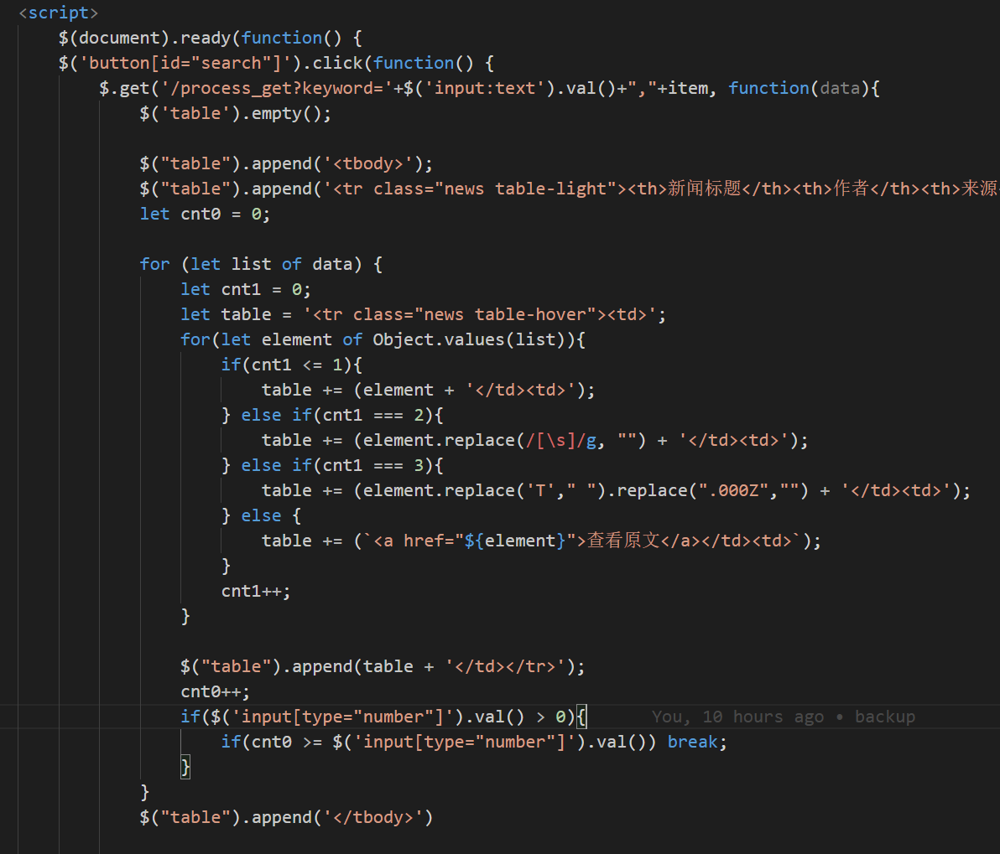 <script>
$(document).ready(function() {
$('button[id="search"]').click(function() {
$.get('/process_get?keyword='+$('input:text').val()+","+item, function(data){
$('table').empty();
$("table").append('<tbody>');
$("table").append('<tr class="news table-light"><th>新闻标题</th><th>作者</th><th>来源
let cnt0 = 0;
for (let list of data) {
let cnt1 = 0;
let table = '<tr class="news table-hover"><td>';
for(let element of Object.values(list)){
if(cnt1 <= 1){
table += (element + '</td><td>');
} else if(cnt1 === 2){
table += (element.replace(/[\s]/g, "") + '</td><td>');
} else if(cnt1 === 3){
table += (element.replace('T'," ").replace(".000Z","") + '</td><td>');
} else {
table += (`<a href="${element}">查看原文</a></td><td>`);
}
cnt1++;
}
$("table").append(table + '</td></tr>');
cnt0++;
if($('input[type="number"]').val() > 0){ You, 10 hours ago • backup
if(cnt0 >= $('input[type="number"]').val()) break;
}
}
$("table").append('</tbody>')